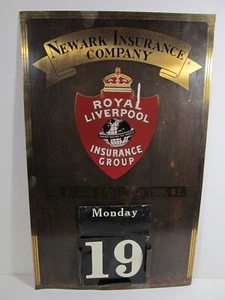 NEWARK INSURANCE
COMPANY
ROYAL
LIVERPOOL
INSURANCE
GROUP
Monday
19